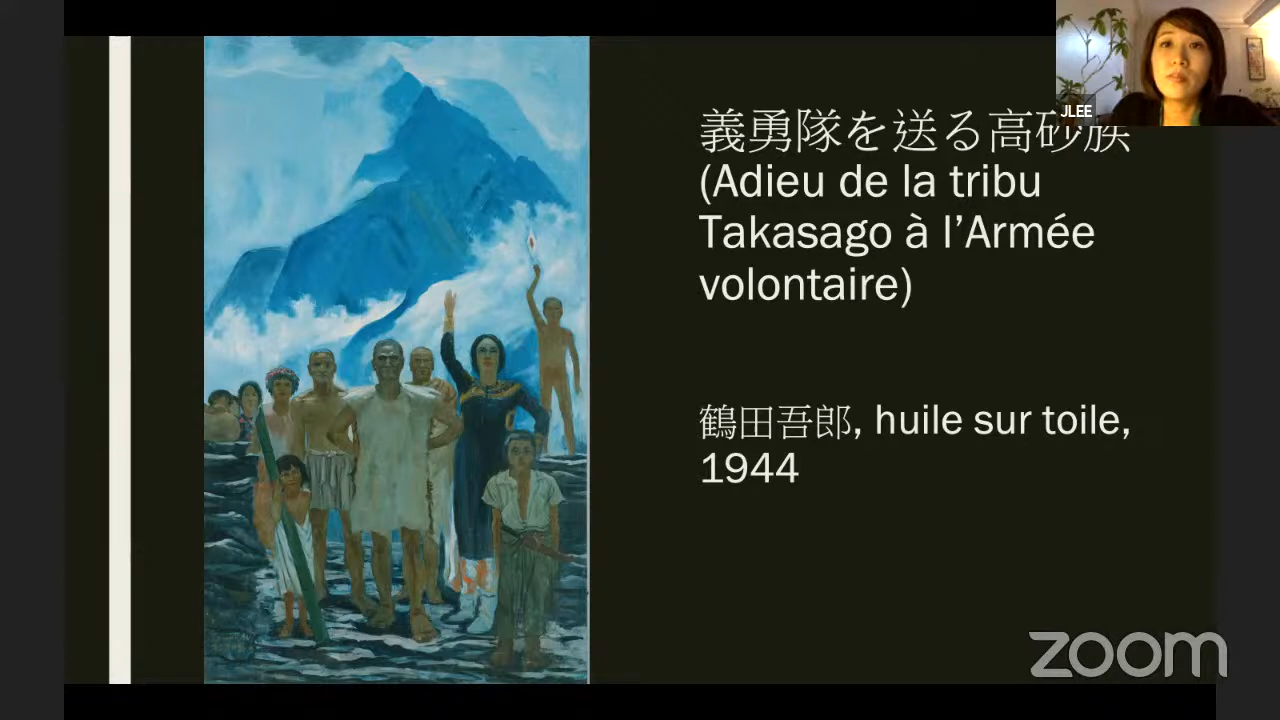 JLEE
義勇隊を送る高砂族
(Adieu de la tribu
Takasago à l’Armée
volontaire)
鶴田吾郎, huile sur toile,
1944
zoom